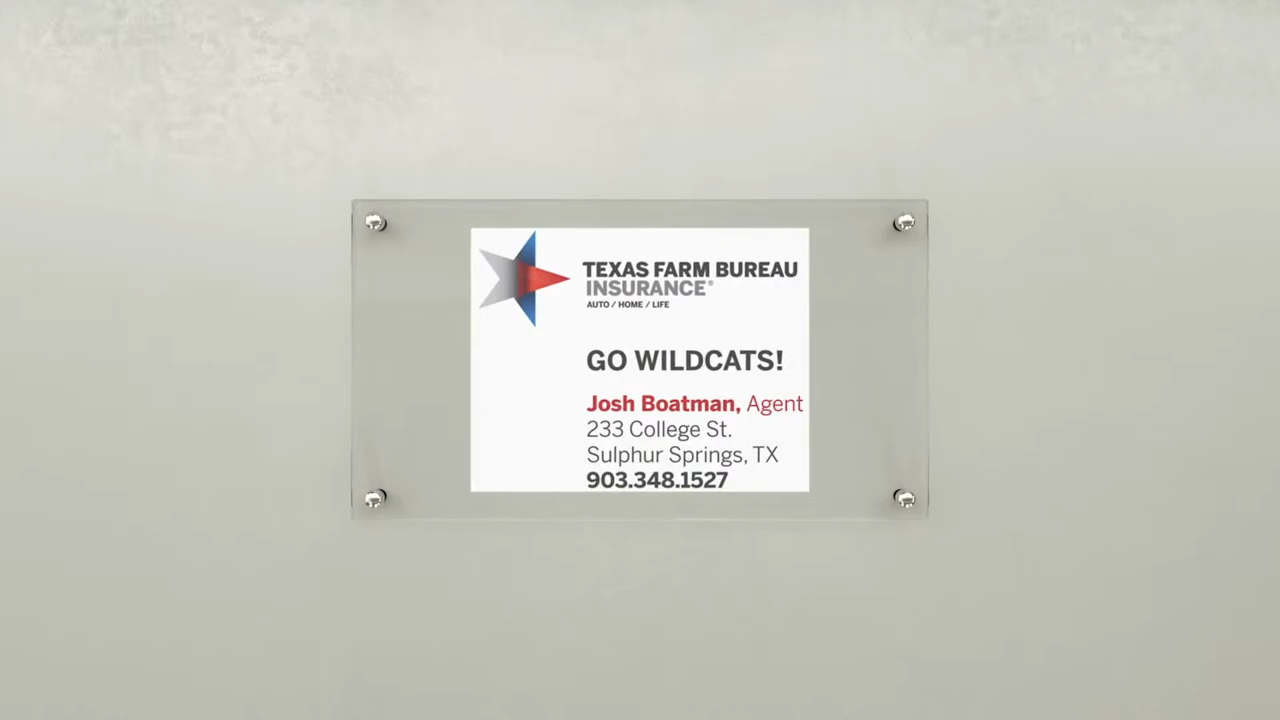 TEXAS FARM BUREAU
INSURANCE®
AUTO / HOME / LIFE
GO WILDCATS!
Josh Boatman, Agent
233 College St.
Sulphur Springs, TX
903.348.1527